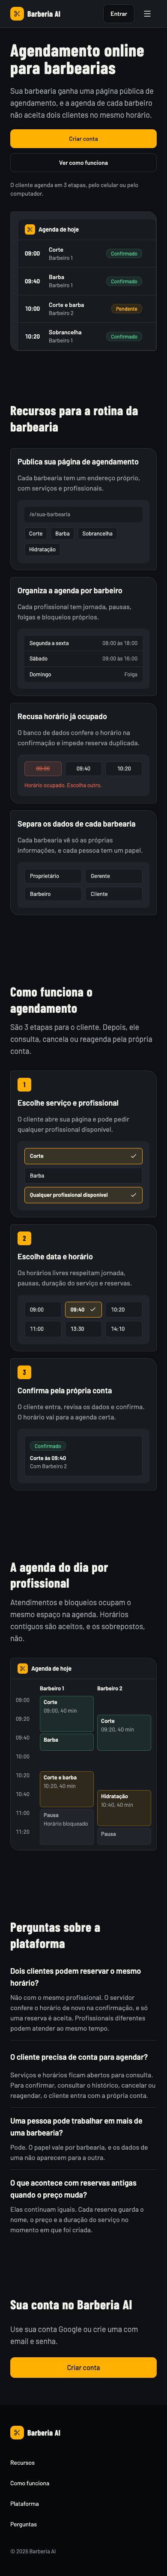 Barberia AI
Entrar
Agendamento online
para barbearias
Sua barbearia ganha uma página pública de
agendamento, e a agenda de cada barbeiro
não aceita dois clientes no mesmo horário.
Criar conta
Ver como funciona
O cliente agenda em 3 etapas, pelo celular ou pelo
computador.
Agenda de hoje
09:00
Corte
Barbeiro 1
Confirmado
09:40
Barba
Barbeiro 1
Confirmado
10:00
Corte e barba
Barbeiro 2
Pendente
10:20
Sobrancelha
Barbeiro 1
Confirmado
Recursos para a rotina da
barbearia
Publica sua página de agendamento
Cada barbearia tem um endereço próprio,
com serviços e profissionais.
/e/sua-barbearia
Corte
Barba
Sobrancelha
Hidratação
Organiza a agenda por barbeiro
Cada profissional tem jornada, pausas,
folgas e bloqueios próprios.
Segunda a sexta
09:00 às 18:00
Sábado
09:00 às 16:00
Domingo
Folga
Recusa horário já ocupado
O banco de dados confere o horário na
confirmação e impede reserva duplicada.
09:00
09:40
10:20
Horário ocupado. Escolha outro.
Separa os dados de cada barbearia
Cada barbearia vê só as próprias
informações, e cada pessoa tem um papel.
Proprietário
Gerente
Barbeiro
Cliente
Como funciona o
agendamento
São 3 etapas para o cliente. Depois, ele
consulta, cancela ou reagenda pela própria
conta.
1
Escolhe serviço e profissional
O cliente abre sua página e pode pedir
qualquer profissional disponível.
Corte
Barba
Qualquer profissional disponível
2
Escolhe data e horário
Os horários livres respeitam jornada,
pausas, duração do serviço e reservas.
09:00
09:40
10:20
11:00
13:30
14:10
3
Confirma pela própria conta
O cliente entra, revisa os dados e confirma.
O horário vai para a agenda certa.
Confirmado
Corte às 09:40
Com Barbeiro 2
A agenda do dia por
profissional
Atendimentos e bloqueios ocupam o
mesmo espaço na agenda. Horários
contíguos são aceitos, e os sobrepostos,
não.
Agenda de hoje
Barbeiro 1
Barbeiro 2
09:00
Corte
09:00, 40 min
09:20
Corte
09:20, 40 min
09:40
Barba
10:00
10:20
Corte e barba
10:20, 40 min
10:40
Hidratação
10:40, 40 min
11:00
Pausa
Horário bloqueado
11:20
Pausa
Perguntas sobre a
plataforma
Dois clientes podem reservar o mesmo
horário?
Não com o mesmo profissional. O servidor
confere o horário de novo na confirmação, e só
uma reserva é aceita. Profissionais diferentes
podem atender ao mesmo tempo.
O cliente precisa de conta para agendar?
Serviços e horários ficam abertos para consulta.
Para confirmar, consultar o histórico, cancelar ou
reagendar, o cliente entra com a própria conta.
Uma pessoa pode trabalhar em mais de
uma barbearia?
Pode. O papel vale por barbearia, e os dados de
uma não aparecem para a outra.
O que acontece com reservas antigas
quando o preço muda?
Elas continuam iguais. Cada reserva guarda o
nome, o preço e a duração do serviço no
momento em que foi criada.
Sua conta no Barberia AI
Use sua conta Google ou crie uma com
email e senha.
Criar conta
Barberia AI
Recursos
Como funciona
Plataforma
Perguntas
© 2026 Barberia AI